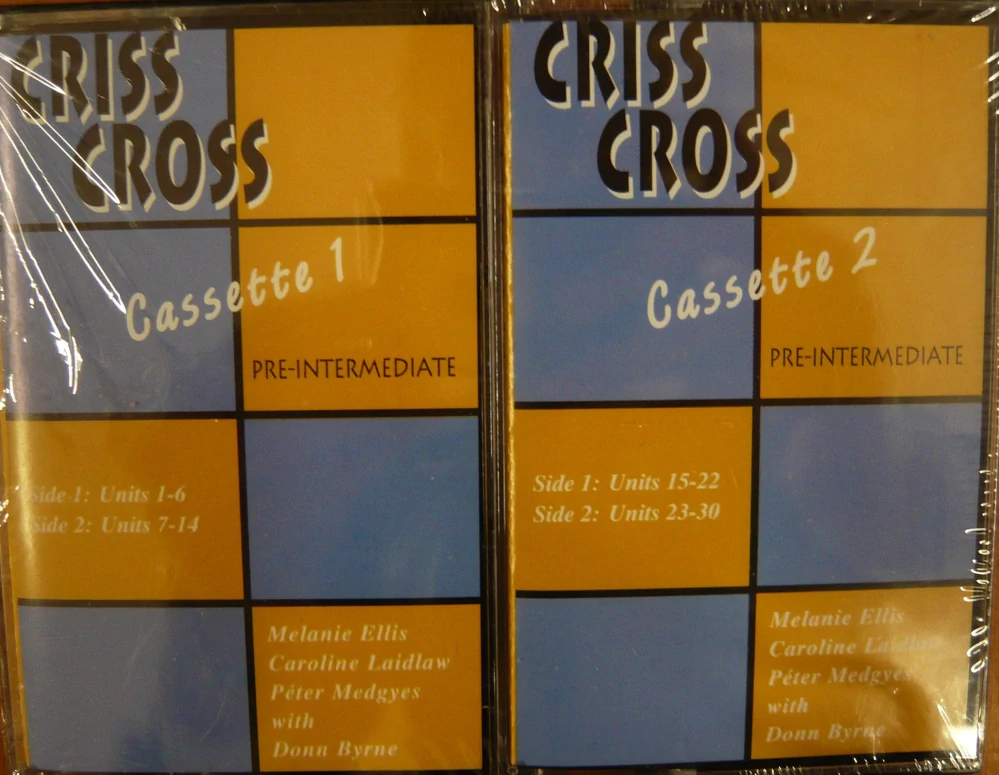 CRISS
CROSS
Cassette 1
PRE-INTERMEDIATE
Side 1: Units 1-6
Side 2: Units 7-14
Melanie Ellis
Caroline Laidlaw
Péter Medgyes
with
Donn Byrne
CRISS
CROSS
Cassette 2
PRE-INTERMEDIATE
Side 1: Units 15-22
Side 2: Units 23-30
Melanie Ellis
Caroline Laidlaw
Péter Medgyes
with
Donn Byrne